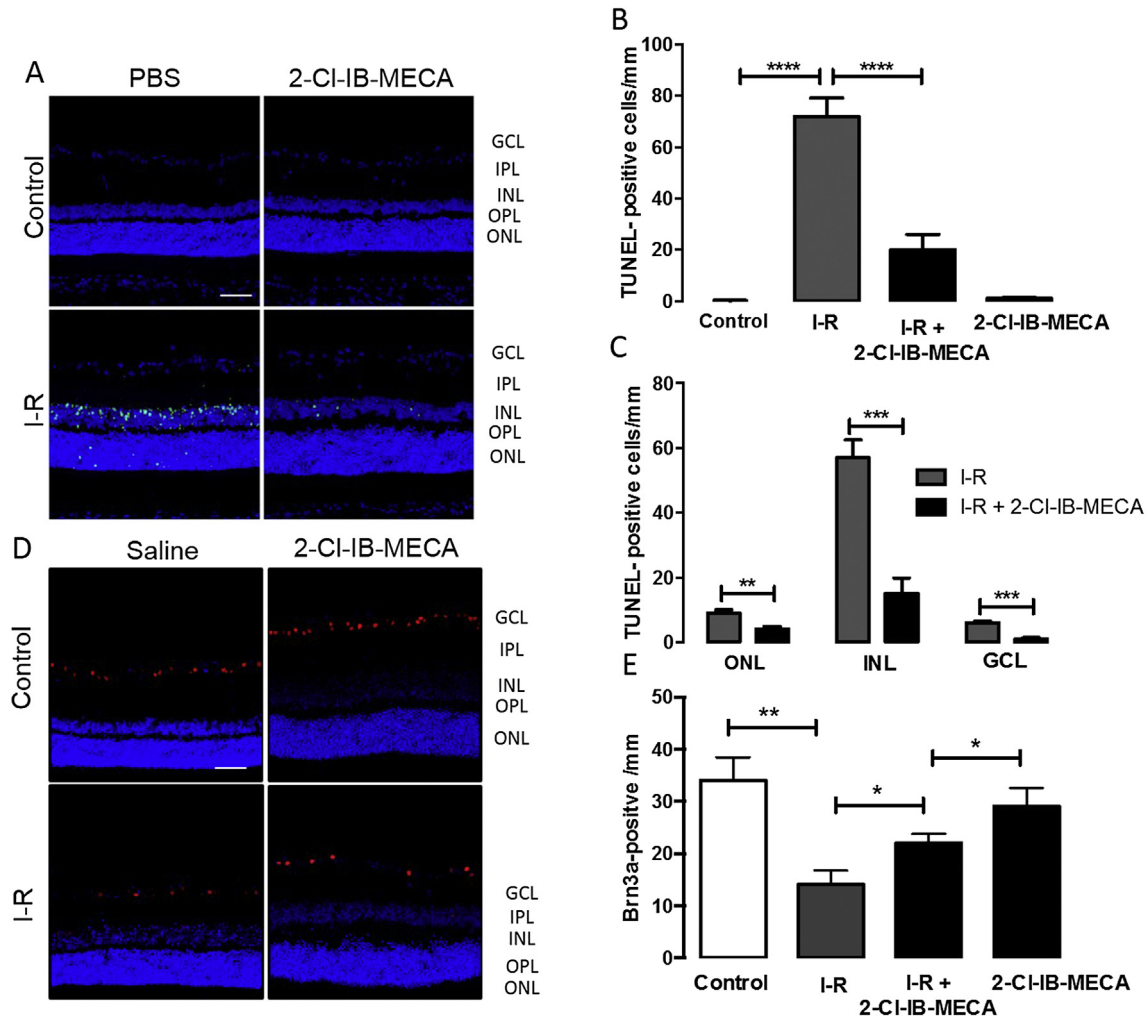 A
PBS
2-Cl-IB-MECA
Control
I-R
GCL
IPL
INL
OPL
ONL
GCL
IPL
INL
OPL
ONL
B
TUNEL- positive cells/mm
100
80
60
40
20
0
****
****
Control
I-R
I-R +
2-Cl-IB-MECA
2-Cl-IB-MECA
C
TUNEL- positive cells/mm
60
40
20
0
**
***
***
I-R
I-R + 2-Cl-IB-MECA
ONL
INL
GCL
D
Saline
2-Cl-IB-MECA
Control
I-R
GCL
IPL
INL
OPL
ONL
GCL
IPL
INL
OPL
ONL
E
Brn3a-positve /mm
50
40
30
20
10
0
**
*
*
Control
I-R
I-R +
2-Cl-IB-MECA
2-Cl-IB-MECA